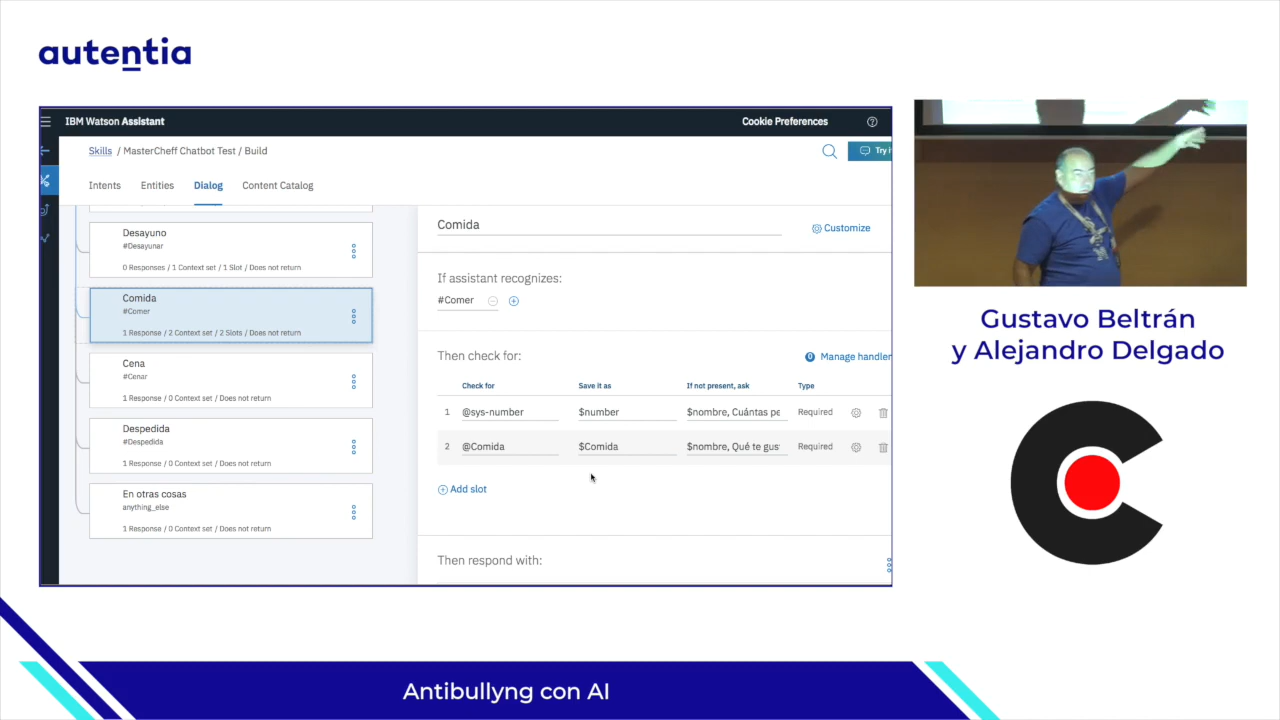 autentia
IBM Watson Assistant
Cookie Preferences
Skills / MasterCheff Chatbot Test / Build
Try i
Intents
Entities
Dialog
Content Catalog
Desayuno
#Desayunar
0 Responses / 1 Context set / 1 Slot / Does not return
Comida
#Comer
1 Response / 2 Context set / 2 Slots / Does not return
Cena
#Cenar
1 Response / 0 Context set / Does not return
Despedida
#Despedida
1 Response / 0 Context set / Does not return
En otras cosas
anything_else
1 Response / 0 Context set / Does not return
Comida
Customize
If assistant recognizes:
#Comer
Then check for:
0 Manage handler
Check for
Save it as
If not present, ask
Type
1 @sys-number $number $nombre, Cuántas pe Required
2 @Comida $Comida $nombre, Qué te gus Required
Add slot
Then respond with:
Gustavo Beltrán
y Alejandro Delgado
Antibullyng con AI